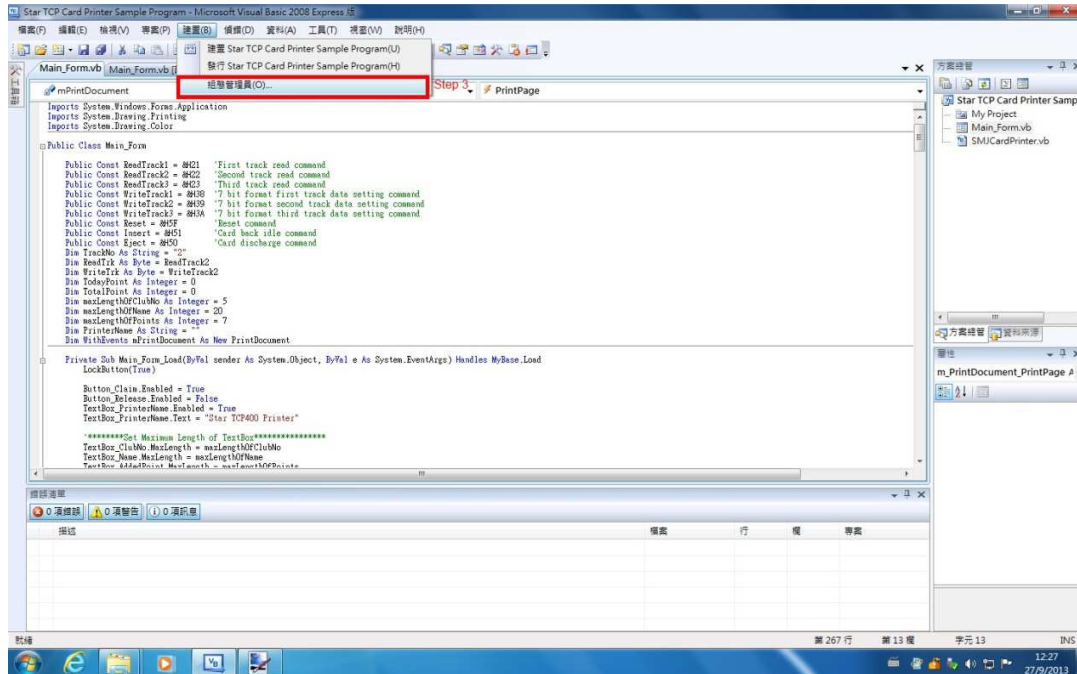 Star TCP Card Printer Sample Program - Microsoft Visual Basic 2008 Express 版
檔案(F) 編輯(E) 檢視(V) 專案(P) 建置(B) 偵錯(D) 資料(A) 工具(T) 視窗(W) 說明(H)
建置 Star TCP Card Printer Sample Program(U)
發行 Star TCP Card Printer Sample Program(H)
組態管理員(O)... Step 3
Main_Form.vb Main_Form.vb [
mPrintDocument PrintPage
Imports System.Windows.Forms.Application
Imports System.Drawing.Printing
Imports System.Drawing.Color
Public Class Main_Form
Public Const ReadTrack1 = &H21 'First track read command
Public Const ReadTrack2 = &H22 'Second track read command
Public Const ReadTrack3 = &H23 'Third track read command
Public Const WriteTrack1 = &H38 '7 bit format first track data setting command
Public Const WriteTrack2 = &H39 '7 bit format second track data setting command
Public Const WriteTrack3 = &H3A '7 bit format third track data setting command
Public Const Reset = &H5F 'Reset command
Public Const Insert = &H51 'Card back idle command
Public Const Eject = &H50 'Card discharge command
Dim TrackNo As String = "2"
Dim ReadTrk As Byte = ReadTrack2
Dim WriteTrk As Byte = WriteTrack2
Dim TodayPoint As Integer = 0
Dim TotalPoint As Integer = 0
Dim maxLengthOfClubNo As Integer = 5
Dim maxLengthOfName As Integer = 20
Dim maxLengthOfPoints As Integer = 7
Dim PrinterName As String = ""
Dim WithEvents mPrintDocument As New PrintDocument
Private Sub Main_Form_Load(ByVal sender As System.Object, ByVal e As System.EventArgs) Handles MyBase.Load
LockButton(True)
Button_Claim.Enabled = True
Button_Release.Enabled = False
TextBox_PrinterName.Enabled = True
TextBox_PrinterName.Text = "Star TCP400 Printer"
'********Set Maximum Length of TextBox****************
TextBox_ClubNo.MaxLength = maxLengthOfClubNo
TextBox_Name.MaxLength = maxLengthOfName
TextBox_AddedPoint.MaxLength = maxLengthOfPoints
方案總管
Star TCP Card Printer Samp
My Project
Main_Form.vb
SMJCardPrinter.vb
方案總管 資料來源
屬性
m_PrintDocument_PrintPage
錯誤清單
0 項錯誤 0 項警告 0 項訊息
描述 檔案 行 欄 專案
就緒 第 267 行 第 13 欄 字元 13 INS
12:27
27/9/2013